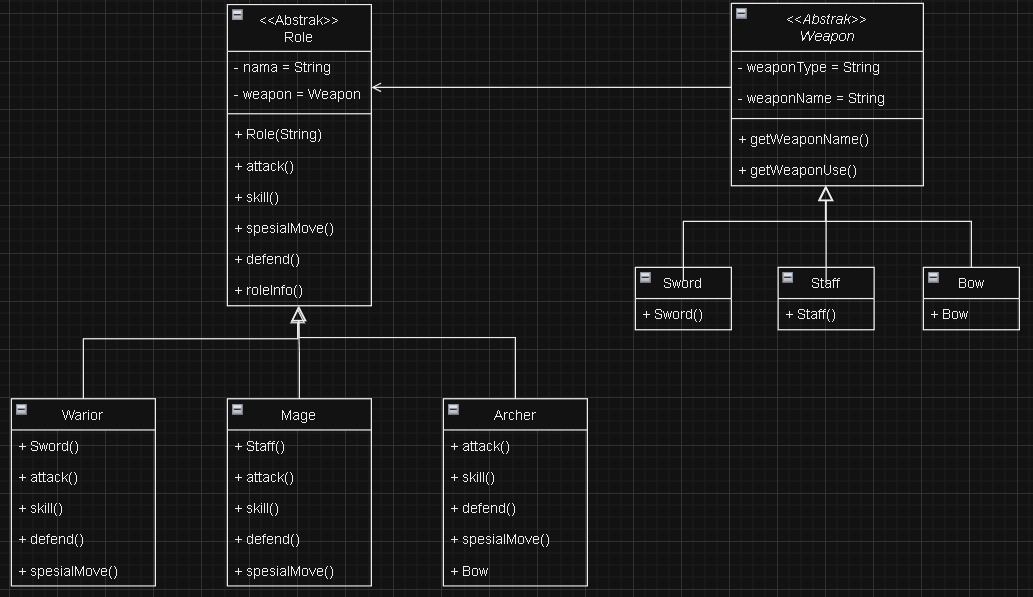 <<Abstrak>>
Role
- nama = String
- weapon = Weapon
+ Role(String)
+ attack()
+ skill()
+ spesialMove()
+ defend()
+ roleInfo()
<<Abstrak>>
Weapon
- weaponType = String
- weaponName = String
+ getWeaponName()
+ getWeaponUse()
Sword
+ Sword()
Staff
+ Staff()
Bow
+ Bow
Warior
+ Sword()
+ attack()
+ skill()
+ defend()
+ spesialMove()
Mage
+ Staff()
+ attack()
+ skill()
+ defend()
+ spesialMove()
Archer
+ attack()
+ skill()
+ defend()
+ spesialMove()
+ Bow